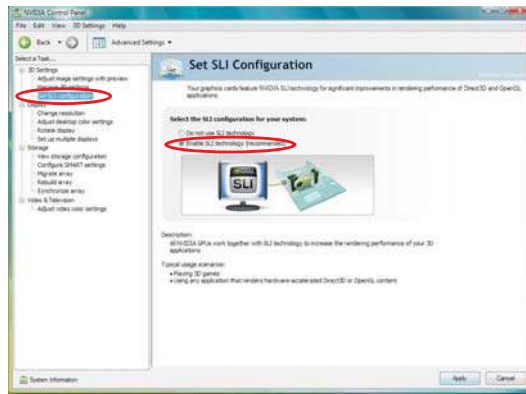 NVIDIA Control Panel
File Edit View 3D Settings Help
Back Advanced Settings
Select a Task...
3D Settings
Adjust image settings with preview
Manage 3D settings
Set SLI configuration
Display
Change resolution
Adjust desktop color settings
Rotate display
Set up multiple displays
Storage
View storage configuration
Configure SMART settings
Migrate array
Rebuild array
Synchronize array
Video & Television
Adjust video color settings
System Information
Set SLI Configuration
Your graphics cards feature NVIDIA SLI technology for significant improvements in rendering performance of Direct3D and OpenGL
applications.
Select the SLI configuration for your system:
Do not use SLI technology
Enable SLI technology (recommended)
SLI
Description:
All NVIDIA GPUs work together with SLI technology to increase the rendering performance of your 3D
applications.
Typical usage scenarios:
• Playing 3D games
• Using any application that renders hardware-accelerated Direct3D or OpenGL content
Apply Cancel